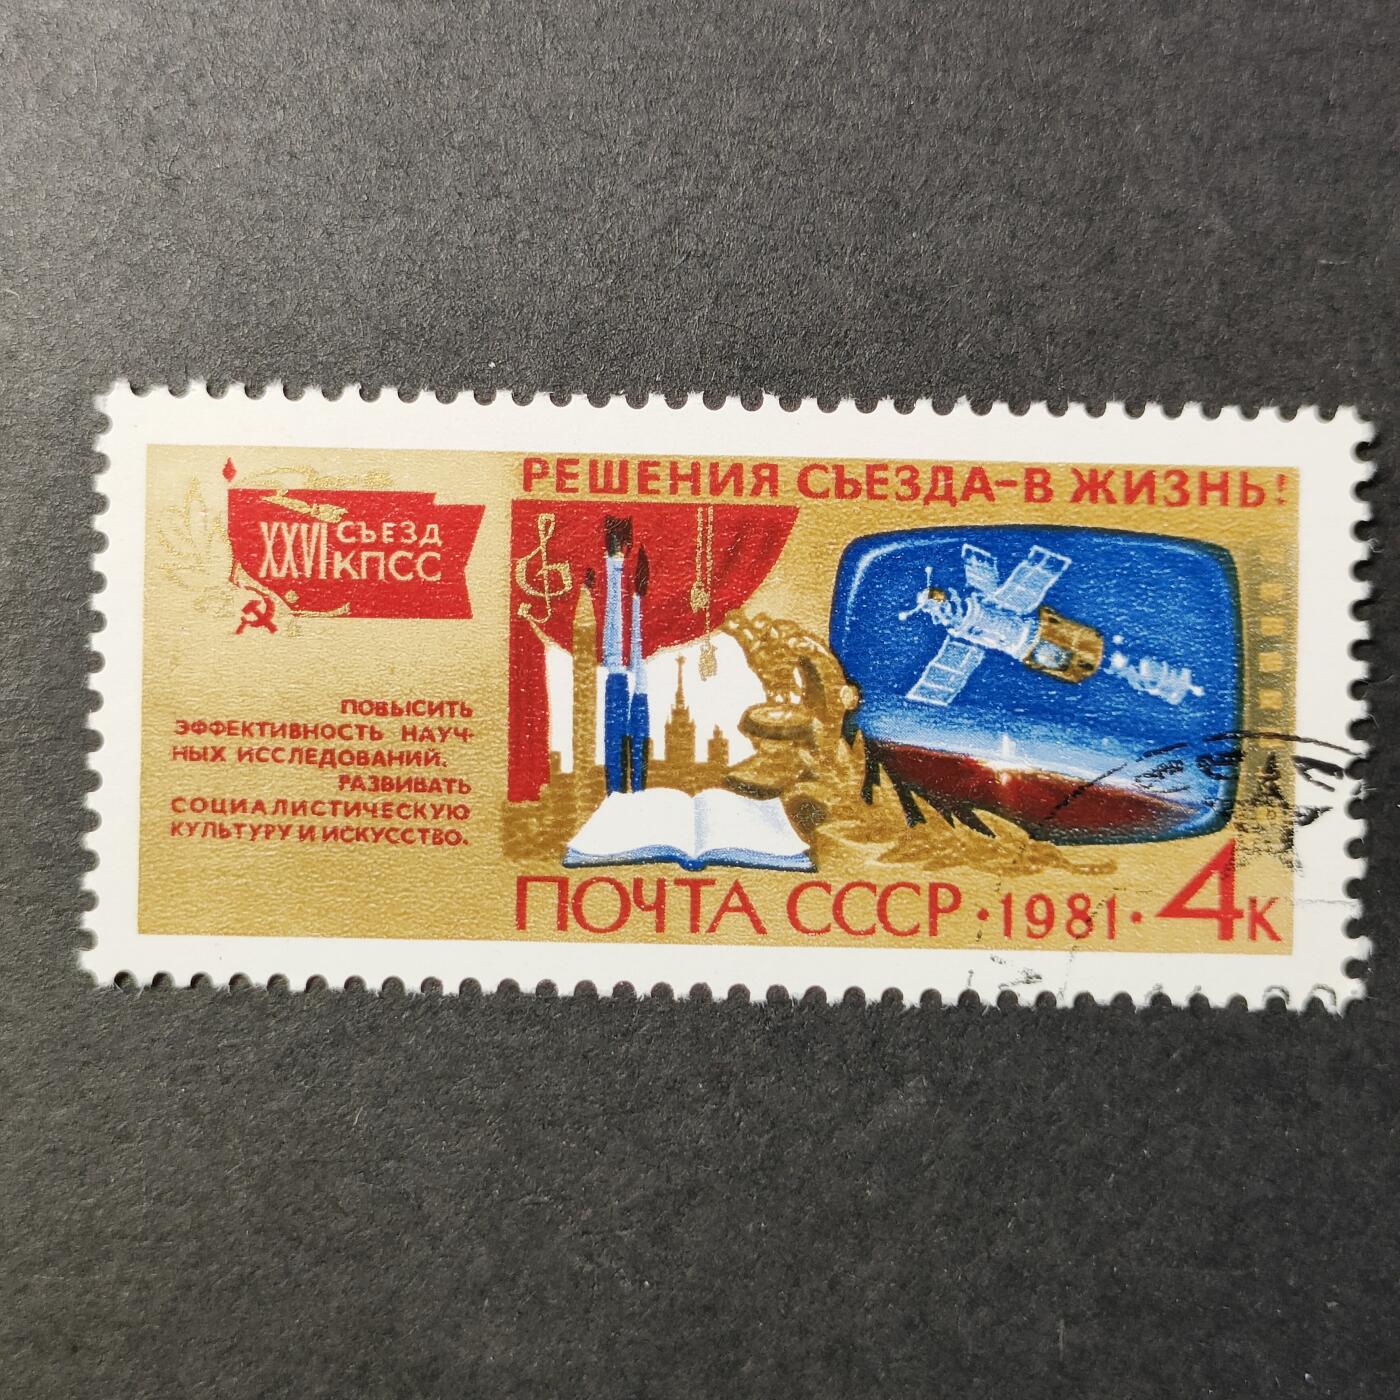 РЕШЕНИЯ СЪЕЗДА-В ЖИЗНЬ!
XXVI СЪЕЗД
КПСС
ПОВЫСИТЬ
ЭФФЕКТИВНОСТЬ НАУЧ-
НЫХ ИССЛЕДОВАНИЙ.
РАЗВИВАТЬ
СОЦИАЛИСТИЧЕСКУЮ
КУЛЬТУРУ И ИСКУССТВО.
ПОЧТА СССР·1981·4к